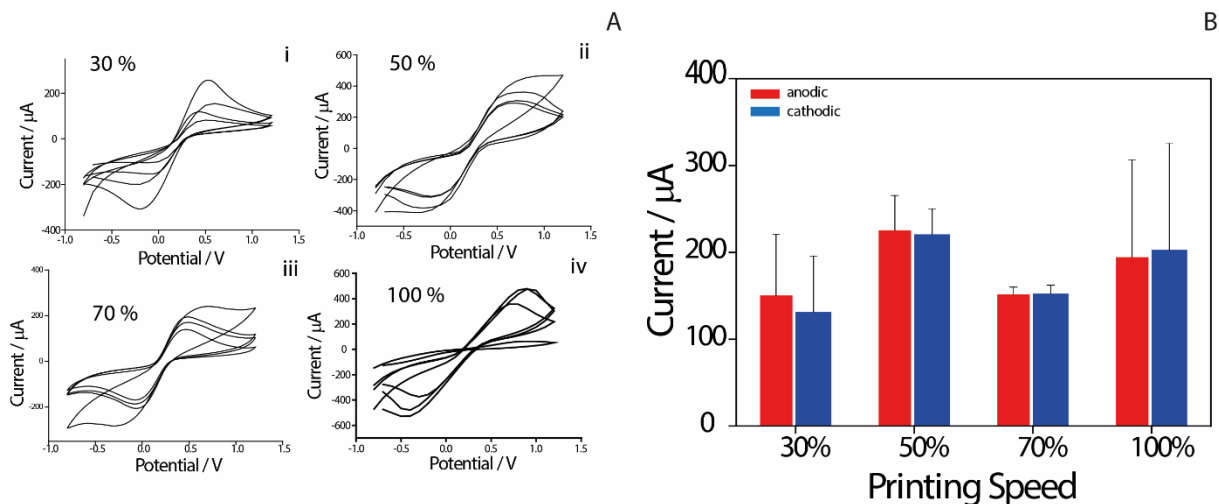 A
i
30 %
Current / μA
200
0
-200
400
-1.0 -0.5 0.0 0.5 1.0 1.5
Potential / V
ii
50 %
Current / μA
600
400
200
0
-200
-400
-1.0 -0.5 0.0 0.5 1.0 1.5
Potential / V
iii
70 %
Current / μA
400
200
0
-200
-1.0 -0.5 0.0 0.5 1.0 1.5
Potential / V
iv
100 %
Current / μA
600
400
200
0
-200
-400
-600
-1.0 -0.5 0.0 0.5 1.0 1.5
Potential / V
B
anodic
cathodic
Current / μA
400
300
200
100
0
30% 50% 70% 100%
Printing Speed